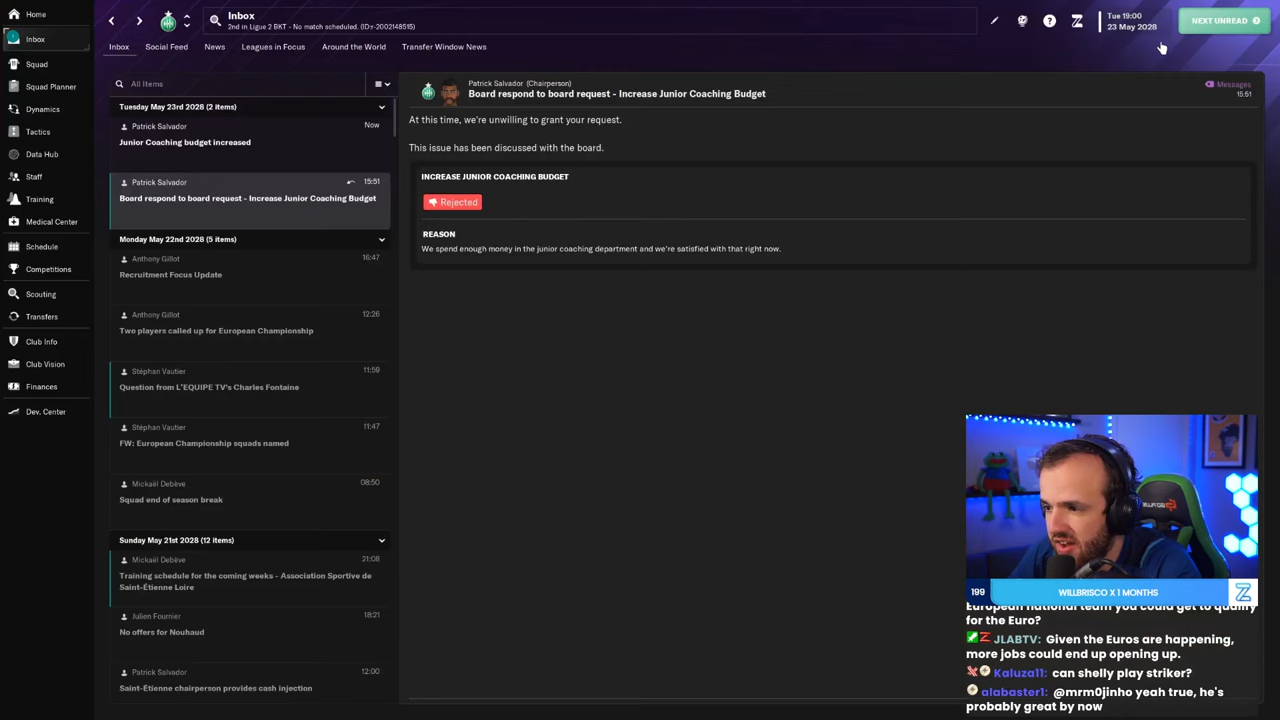 Home
Inbox
Squad
Squad Planner
Dynamics
Tactics
Data Hub
Staff
Training
Medical Center
Schedule
Competitions
Scouting
Transfers
Club Info
Club Vision
Finances
Dev. Center
Inbox
2nd in Ligue 2 BKT - No match scheduled. (ID:r-2002148515)
Tue 19:00
23 May 2028
NEXT UNREAD
Inbox
Social Feed
News
Leagues in Focus
Around the World
Transfer Window News
All Items
Tuesday May 23rd 2028 (2 items)
Patrick Salvador
Now
Junior Coaching budget increased
Patrick Salvador
15:51
Board respond to board request - Increase Junior Coaching Budget
Monday May 22nd 2028 (5 items)
Anthony Gillot
16:47
Recruitment Focus Update
Anthony Gillot
12:26
Two players called up for European Championship
Stéphan Vautier
11:59
Question from L'EQUIPE TV's Charles Fontaine
Stéphan Vautier
11:47
FW: European Championship squads named
Mickaël Debève
08:50
Squad end of season break
Sunday May 21st 2028 (12 items)
Mickaël Debève
21:08
Training schedule for the coming weeks - Association Sportive de
Saint-Étienne Loire
Julien Fournier
18:21
No offers for Nouhaud
Patrick Salvador
12:00
Saint-Étienne chairperson provides cash injection
Patrick Salvador (Chairperson)
Board respond to board request - Increase Junior Coaching Budget
Messages
15:51
At this time, we're unwilling to grant your request.
This issue has been discussed with the board.
INCREASE JUNIOR COACHING BUDGET
Rejected
REASON
We spend enough money in the junior coaching department and we're satisfied with that right now.
199
WILLBRISCO X 1 MONTHS
European national team you could get to qualify
for the Euro?
JLABTV: Given the Euros are happening,
more jobs could end up opening up.
Kaluza11: can shelly play striker?
alabaster1: @mrm0jinho yeah true, he's
probably great by now